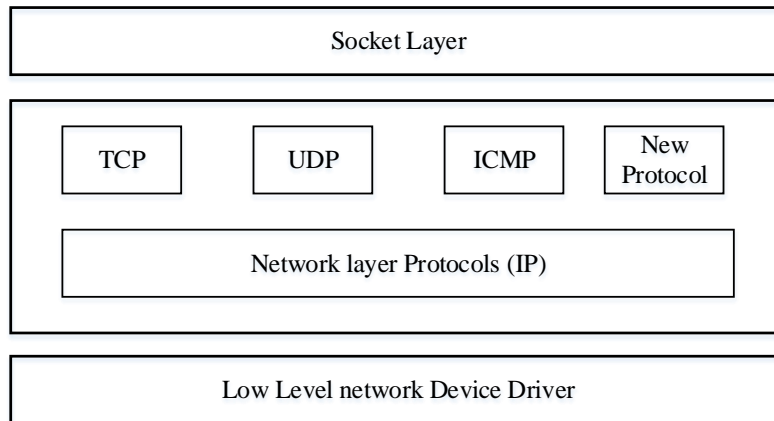 Socket Layer
TCP
UDP
ICMP
New
Protocol
Network layer Protocols (IP)
Low Level network Device Driver